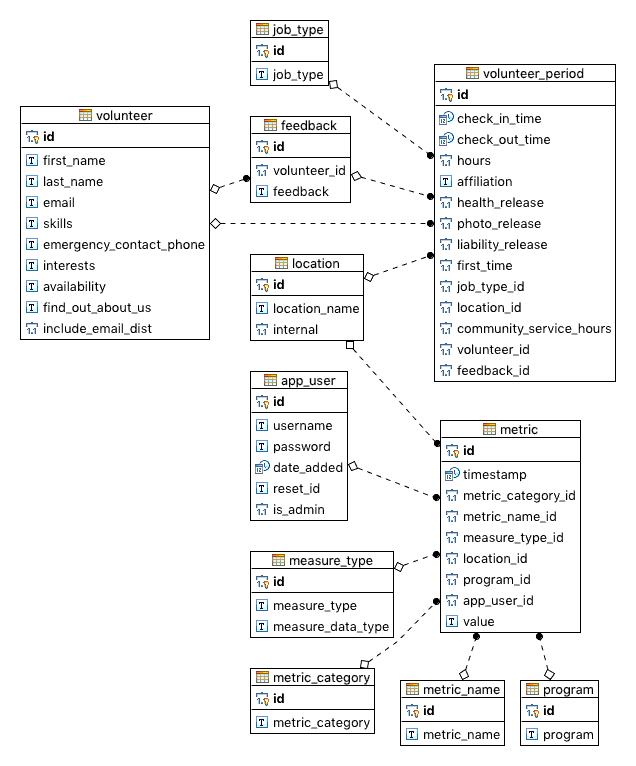 job_type
id
job_type
volunteer_period
id
check_in_time
check_out_time
hours
affiliation
health_release
photo_release
liability_release
first_time
job_type_id
location_id
community_service_hours
volunteer_id
feedback_id
volunteer
id
first_name
last_name
email
skills
emergency_contact_phone
interests
availability
find_out_about_us
include_email_dist
feedback
id
volunteer_id
feedback
location
id
location_name
internal
app_user
id
username
password
date_added
reset_id
is_admin
metric
id
timestamp
metric_category_id
metric_name_id
measure_type_id
location_id
program_id
app_user_id
value
measure_type
id
measure_type
measure_data_type
metric_category
id
metric_category
metric_name
id
metric_name
program
id
program